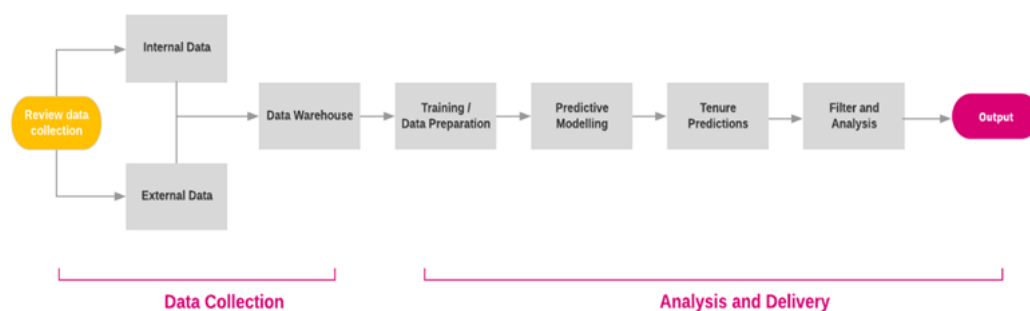 Internal Data
Review data
collection
Data Warehouse
Training /
Data Preparation
Predictive
Modelling
Tenure
Predictions
Filter and
Analysis
Output
External Data
Data Collection
Analysis and Delivery